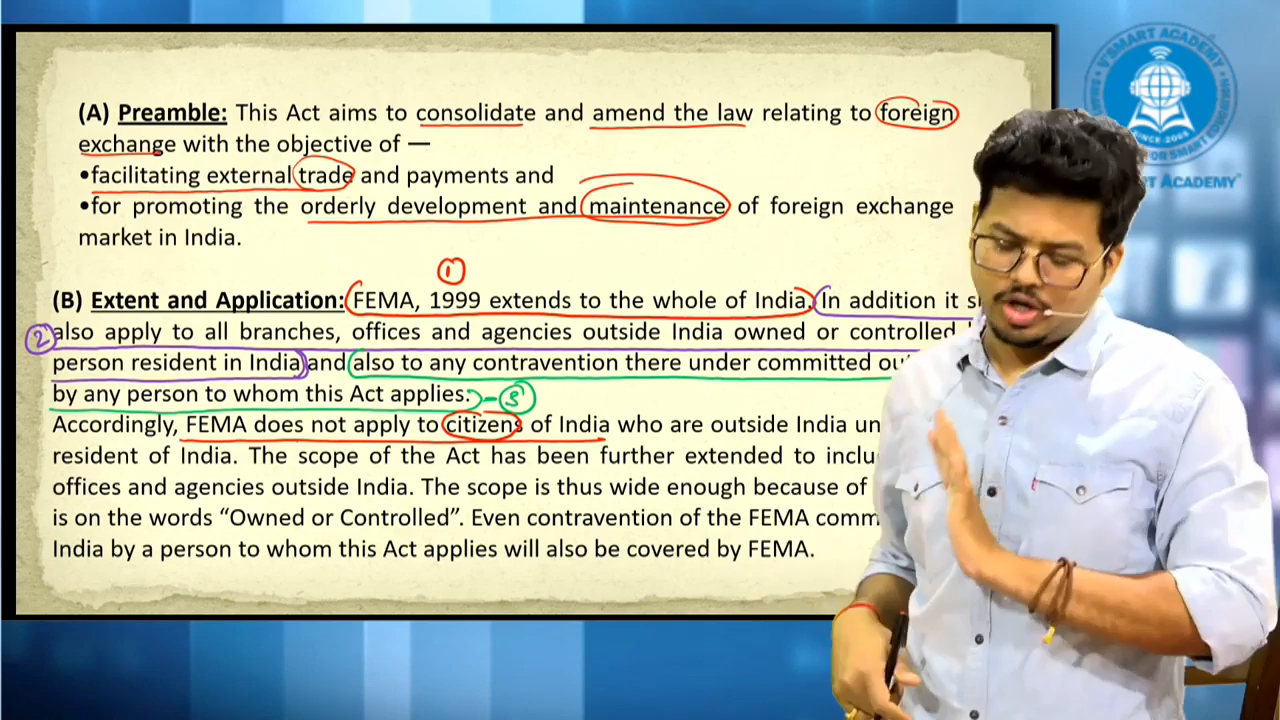 (A) Preamble: This Act aims to consolidate and amend the law relating to foreign
exchange with the objective of —
•facilitating external trade and payments and
•for promoting the orderly development and maintenance of foreign exchange
market in India.
1
(B) Extent and Application: FEMA, 1999 extends to the whole of India. In addition it
2 also apply to all branches, offices and agencies outside India owned or controlled
person resident in India and also to any contravention there under committed
by any person to whom this Act applies. - 3
Accordingly, FEMA does not apply to citizens of India who are outside India
resident of India. The scope of the Act has been further extended to
offices and agencies outside India. The scope is thus wide enough because of
is on the words “Owned or Controlled”. Even contravention of the FEMA
India by a person to whom this Act applies will also be covered by FEMA.
V'SMART ACADEMY
SINCE 2004
FOR SMART
ACADEMY